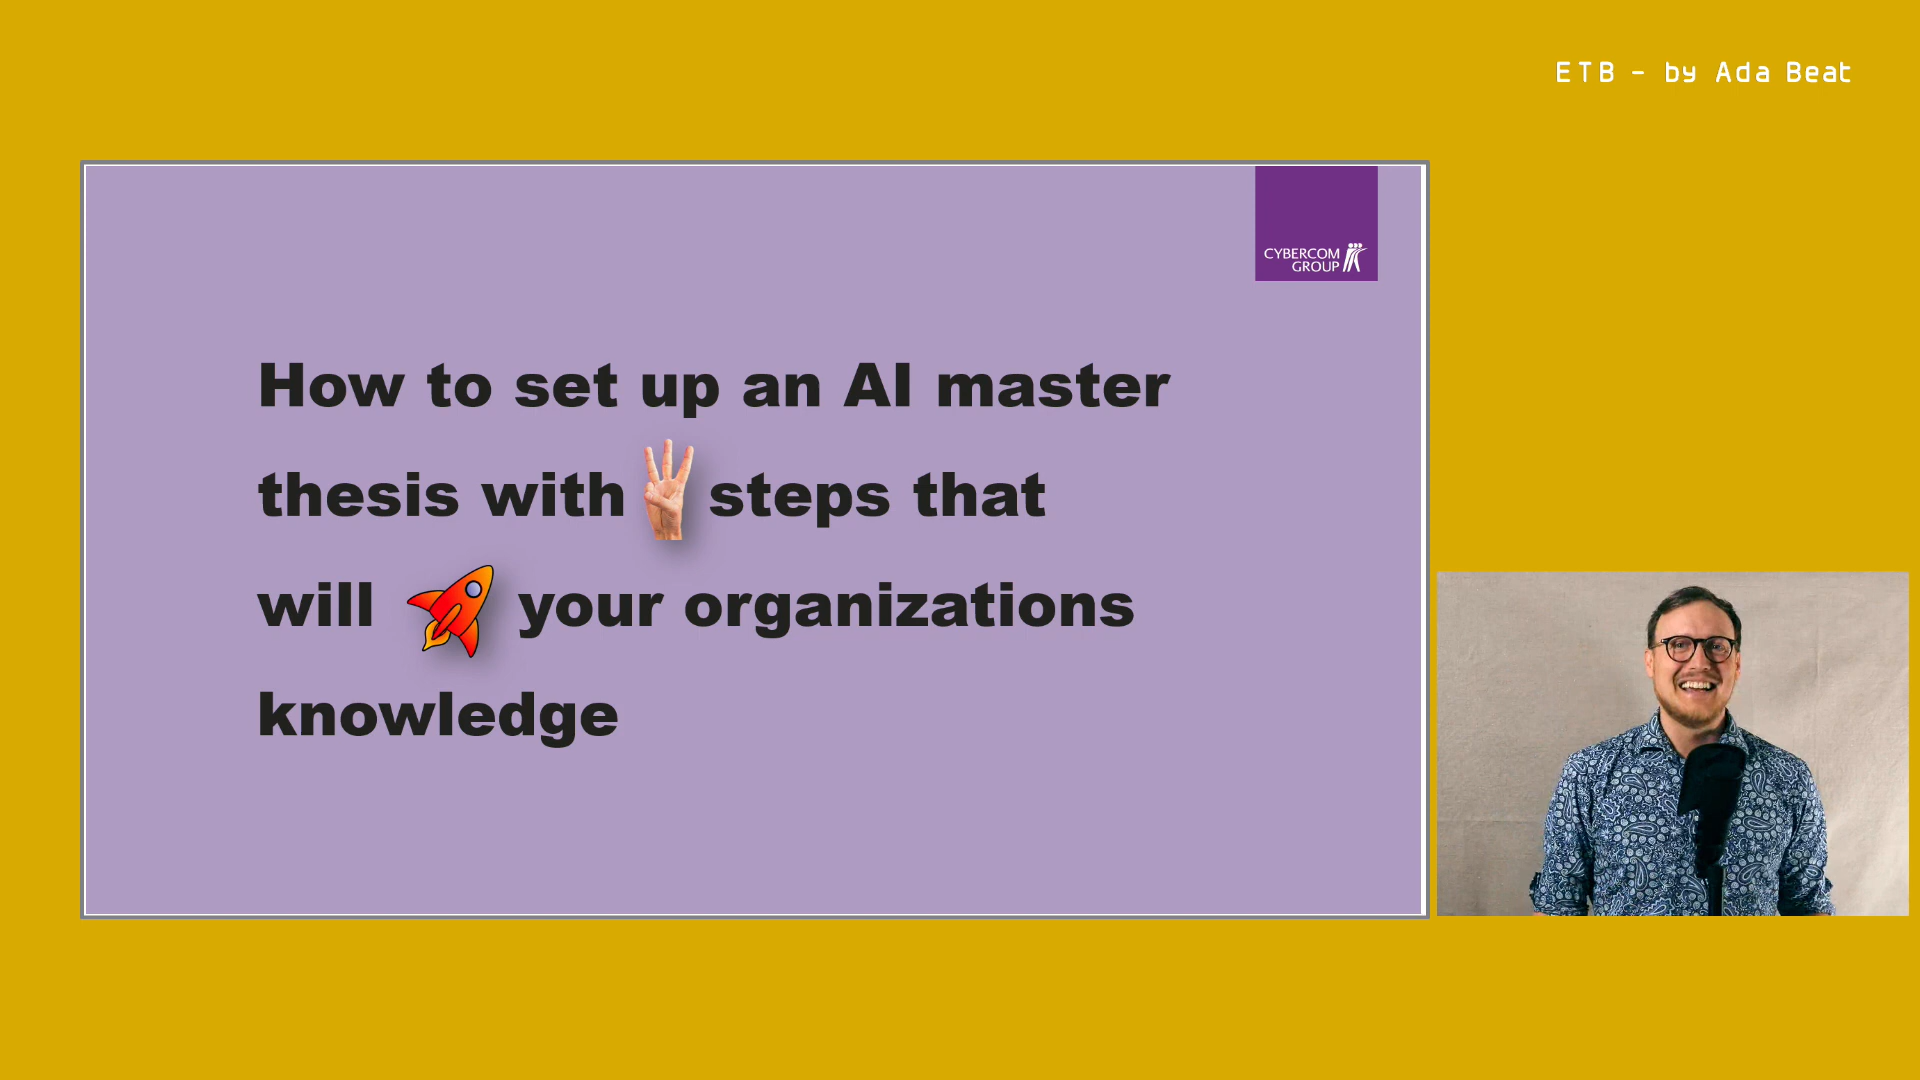 ETB - by Ada Beat
CYBERCOM
GROUP
How to set up an AI master
thesis with steps that
will your organizations
knowledge